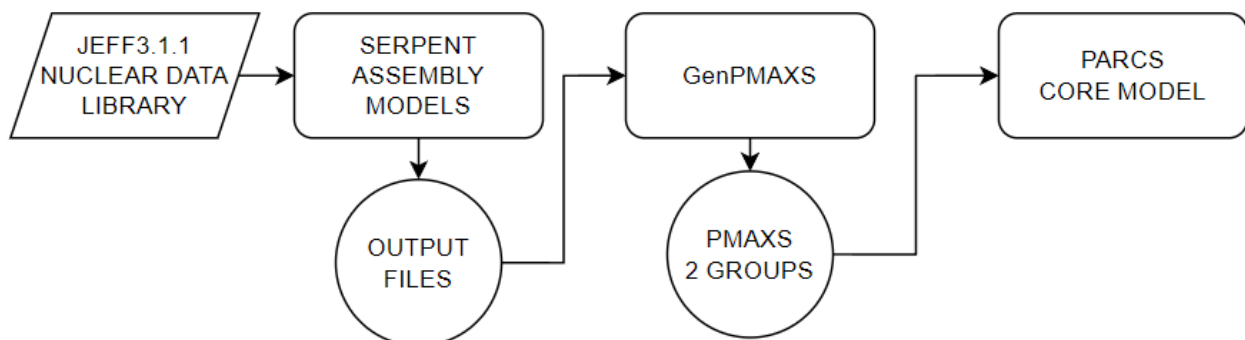 JEFF3.1.1
NUCLEAR DATA
LIBRARY
SERPENT
ASSEMBLY
MODELS
OUTPUT
FILES
GenPMAXS
PMAXS
2 GROUPS
PARCS
CORE MODEL